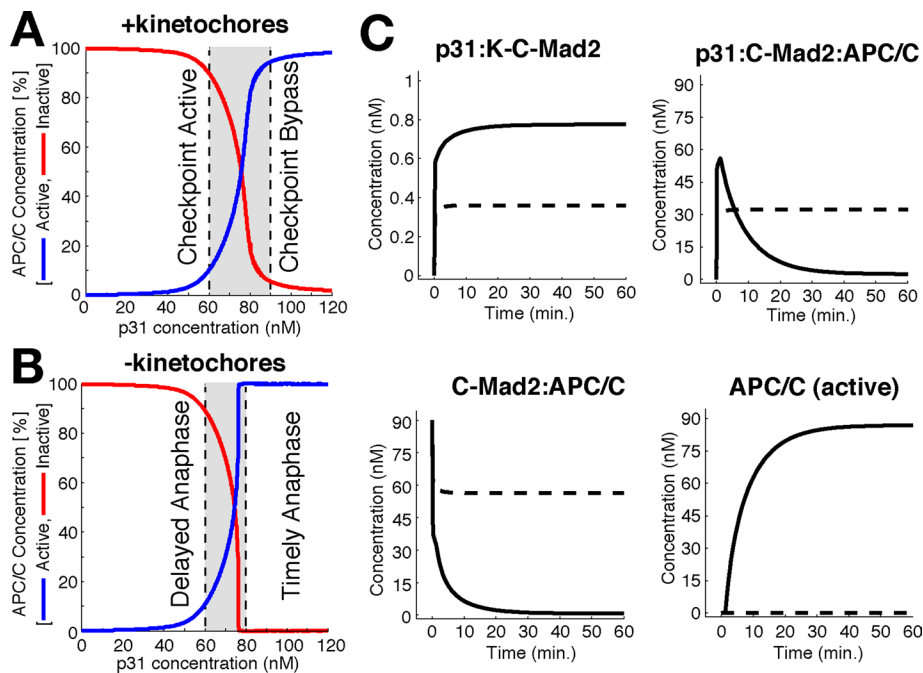 A
+kinetochores
APC/C Concentration [%]
[ Active, Inactive]
100
80
60
40
20
0
Checkpoint Active
Checkpoint Bypass
0 20 40 60 80 100 120
p31 concentration (nM)
B
-kinetochores
APC/C Concentration [%]
[ Active, Inactive]
100
80
60
40
20
0
Delayed Anaphase
Timely Anaphase
0 20 40 60 80 100 120
p31 concentration (nM)
C
p31:K-C-Mad2
Concentration (nM)
1
0.8
0.6
0.4
0.2
0
0 10 20 30 40 50 60
Time (min.)
p31:C-Mad2:APC/C
Concentration (nM)
90
75
60
45
30
15
0
0 10 20 30 40 50 60
Time (min.)
C-Mad2:APC/C
Concentration (nM)
90
75
60
45
30
15
0
0 10 20 30 40 50 60
Time (min.)
APC/C (active)
Concentration (nM)
90
75
60
45
30
15
0
0 10 20 30 40 50 60
Time (min.)